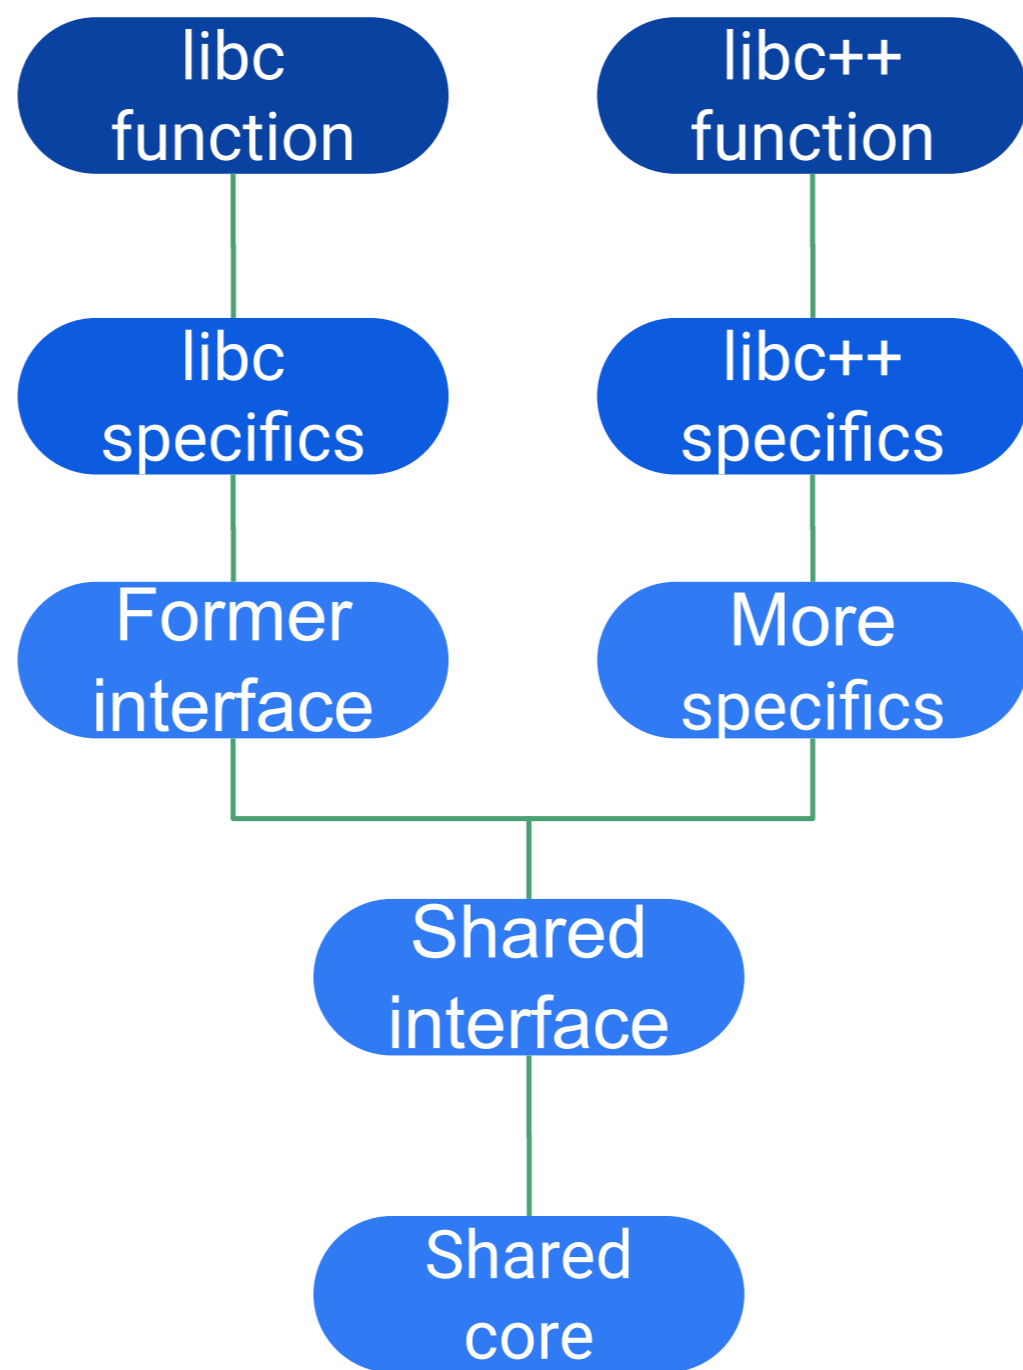 libc
function
libc++
function
libc
specifics
libc++
specifics
Former
interface
More
specifics
Shared
interface
Shared
core